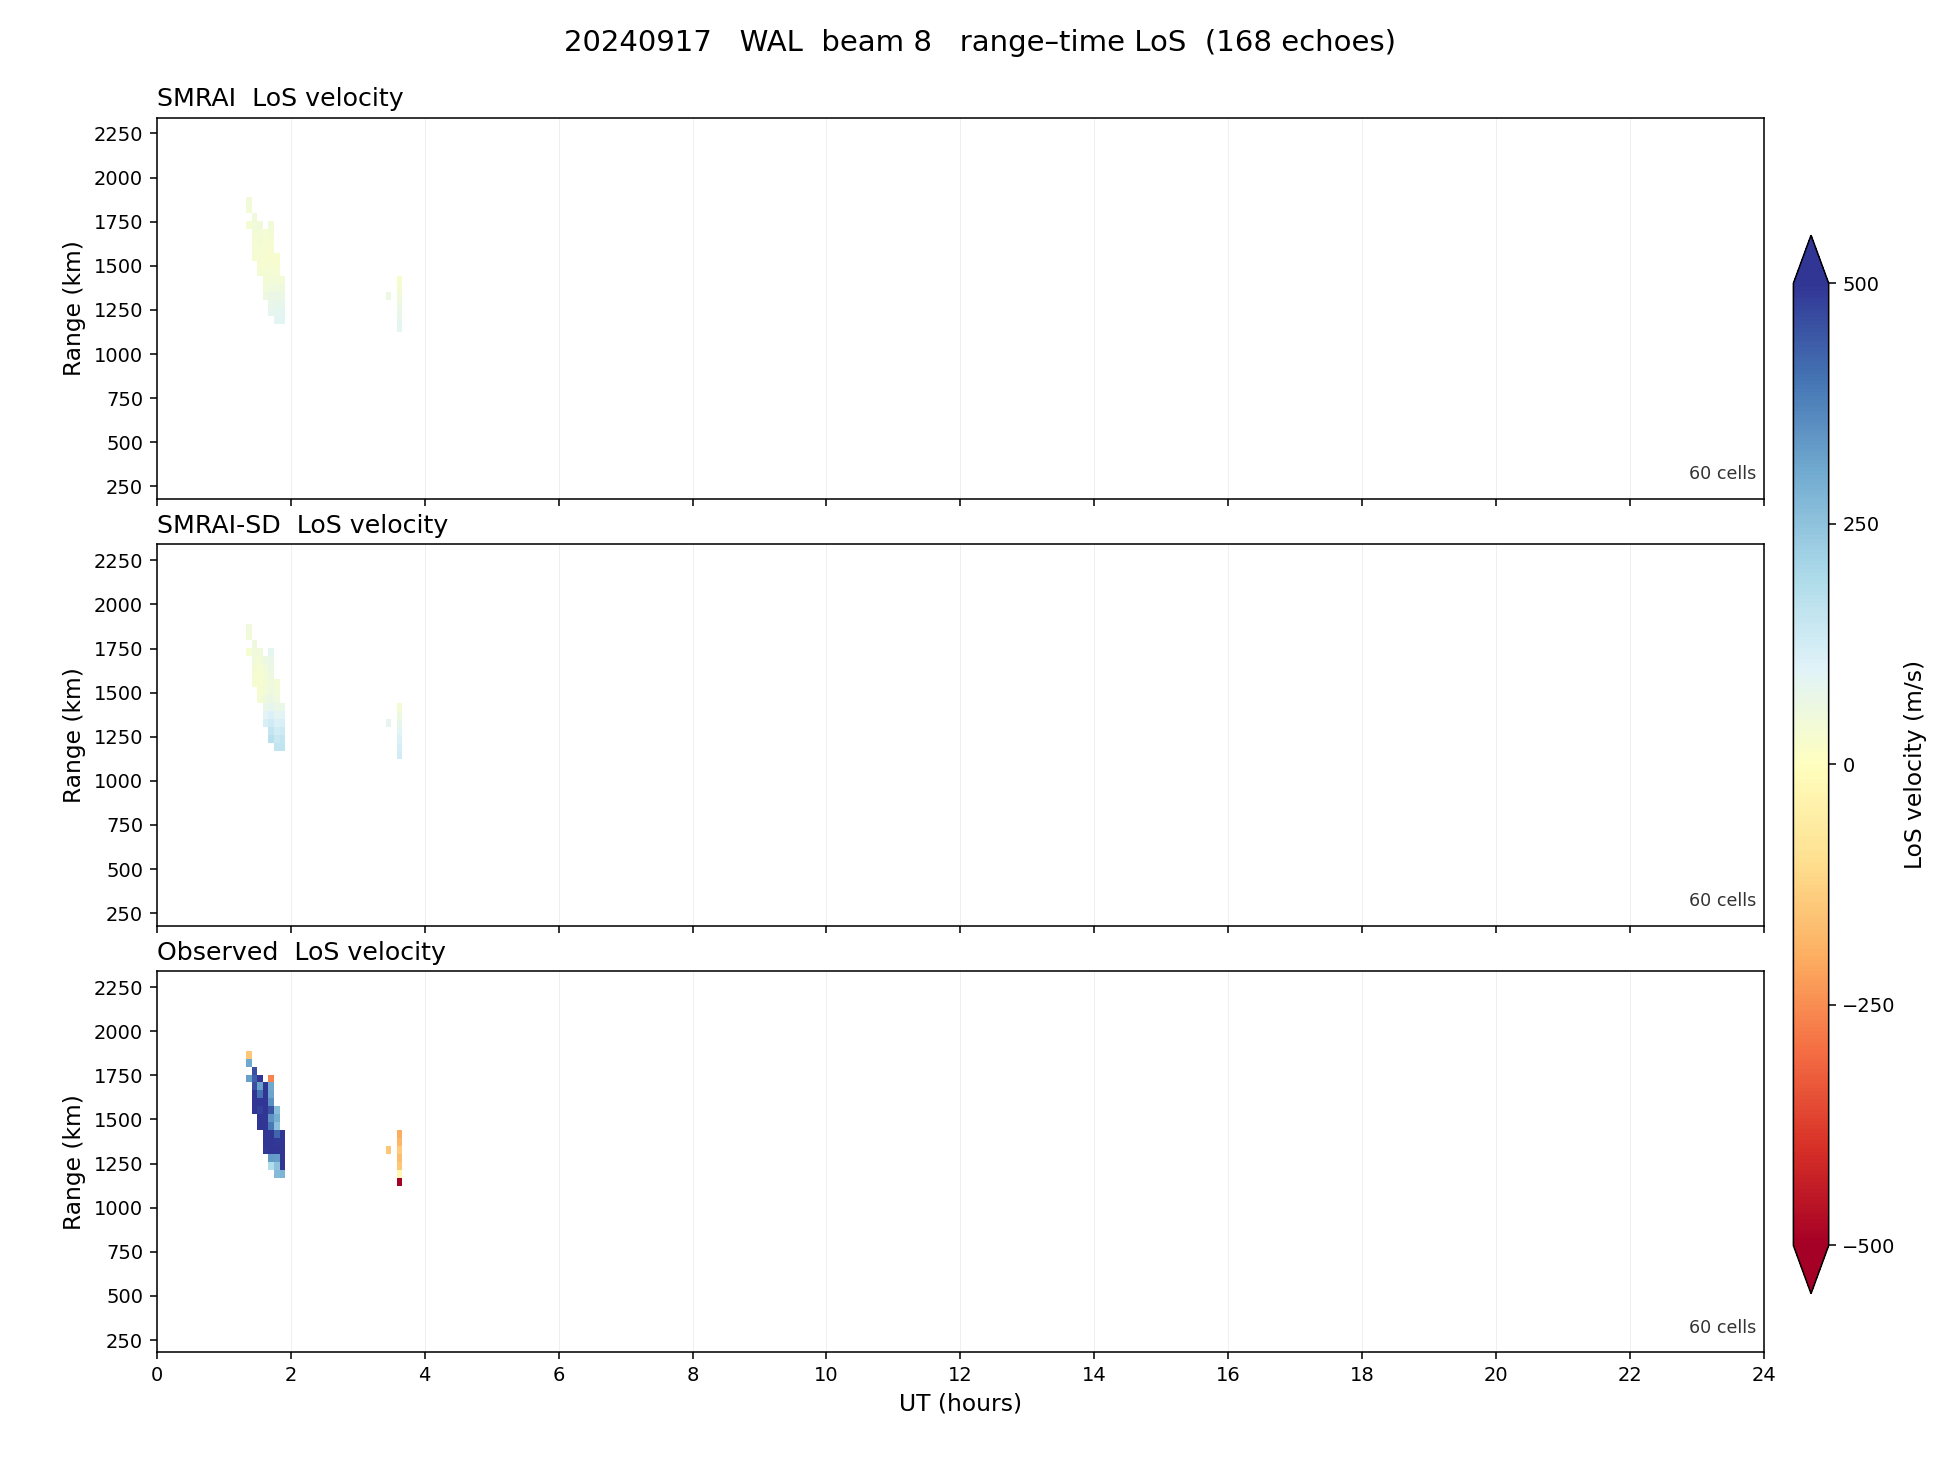 20240917   WAL  beam 8   range–time LoS  (168 echoes)
SMRAI  LoS velocity
2250
2000
1750
1500
1250
1000
750
500
250
Range (km)
60 cells
SMRAI-SD  LoS velocity
2250
2000
1750
1500
1250
1000
750
500
250
Range (km)
60 cells
Observed  LoS velocity
2250
2000
1750
1500
1250
1000
750
500
250
Range (km)
60 cells
0 2 4 6 8 10 12 14 16 18 20 22 24
UT (hours)
500
250
0
−250
−500
LoS velocity (m/s)